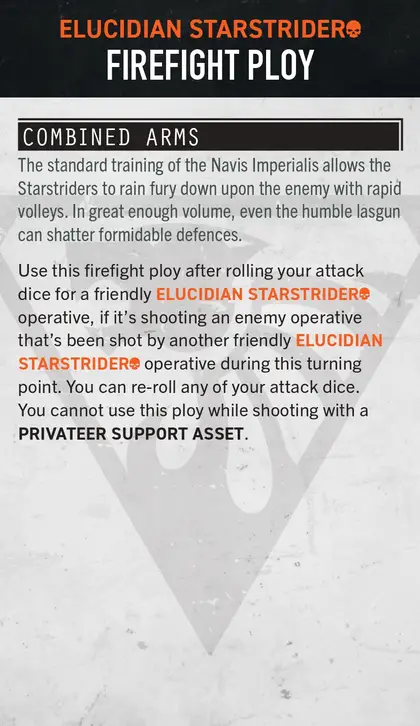 ELUCIDIAN STARSTRIDER
FIREFIGHT PLOY
COMBINED ARMS
The standard training of the Navis Imperialis allows the
Starstriders to rain fury down upon the enemy with rapid
volleys. In great enough volume, even the humble lasgun
can shatter formidable defences.
Use this firefight ploy after rolling your attack
dice for a friendly ELUCIDIAN STARSTRIDER
operative, if it’s shooting an enemy operative
that’s been shot by another friendly ELUCIDIAN
STARSTRIDER operative during this turning
point. You can re-roll any of your attack dice.
You cannot use this ploy while shooting with a
PRIVATEER SUPPORT ASSET.